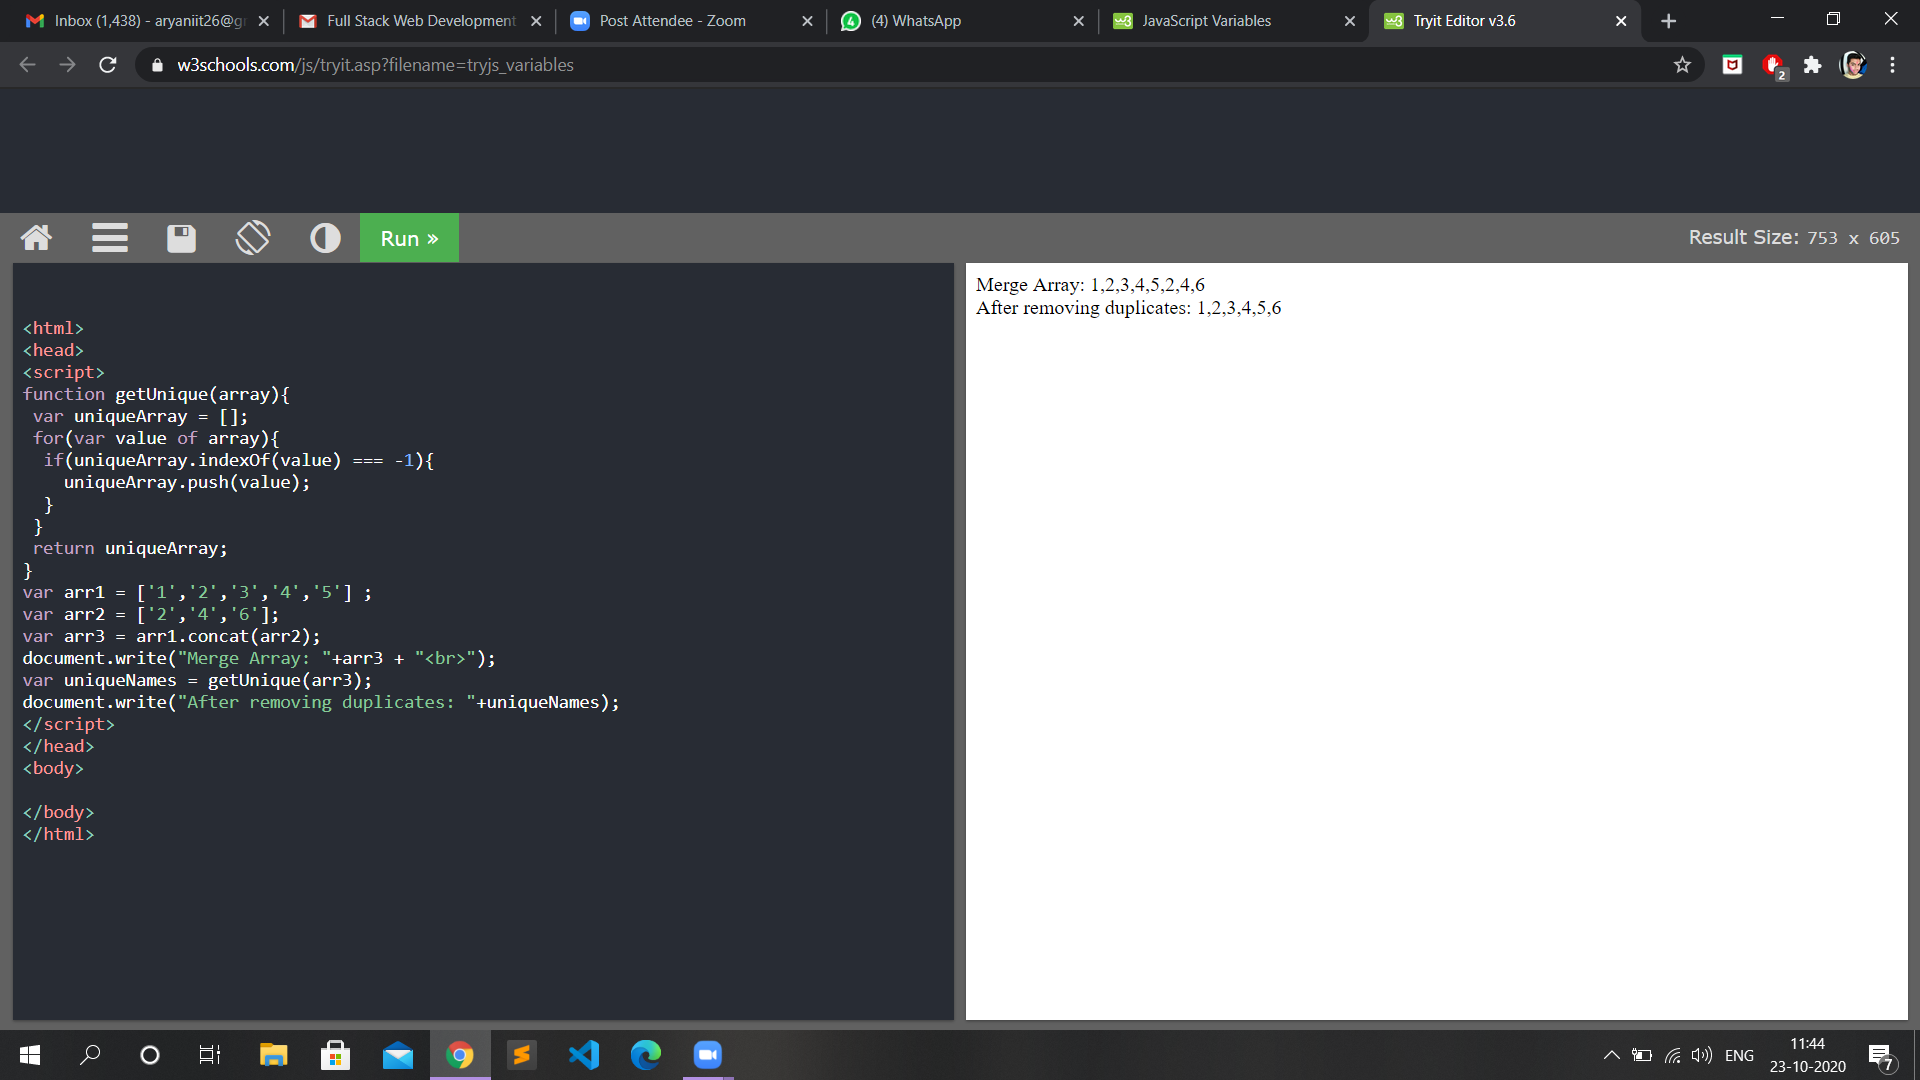 Inbox (1,438) - aryaniit26@gr
Full Stack Web Development
Post Attendee - Zoom
(4) WhatsApp
JavaScript Variables
Tryit Editor v3.6
w3schools.com/js/tryit.asp?filename=tryjs_variables
2
Run »
Result Size: 753 x 605
<html>
<head>
<script>
function getUnique(array){
 var uniqueArray = [];
 for(var value of array){
  if(uniqueArray.indexOf(value) === -1){
    uniqueArray.push(value);
  }
 }
 return uniqueArray;
}
var arr1 = ['1','2','3','4','5'] ;
var arr2 = ['2','4','6'];
var arr3 = arr1.concat(arr2);
document.write("Merge Array: "+arr3 + "<br>");
var uniqueNames = getUnique(arr3);
document.write("After removing duplicates: "+uniqueNames);
</script>
</head>
<body>
</body>
</html>
Merge Array: 1,2,3,4,5,2,4,6
After removing duplicates: 1,2,3,4,5,6
ENG
11:44
23-10-2020
7